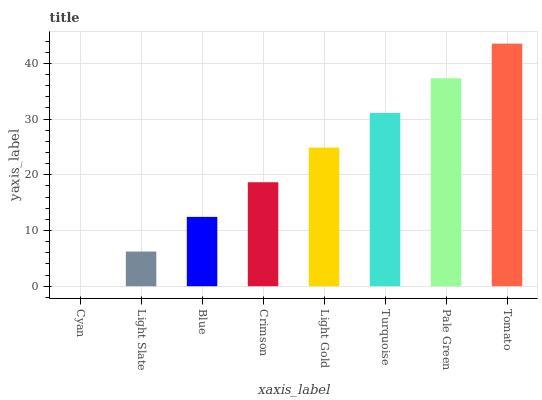 title
yaxis_label
40
30
20
10
0
Cyan
Light Slate
Blue
Crimson
Light Gold
Turquoise
Pale Green
Tomato
xaxis_label